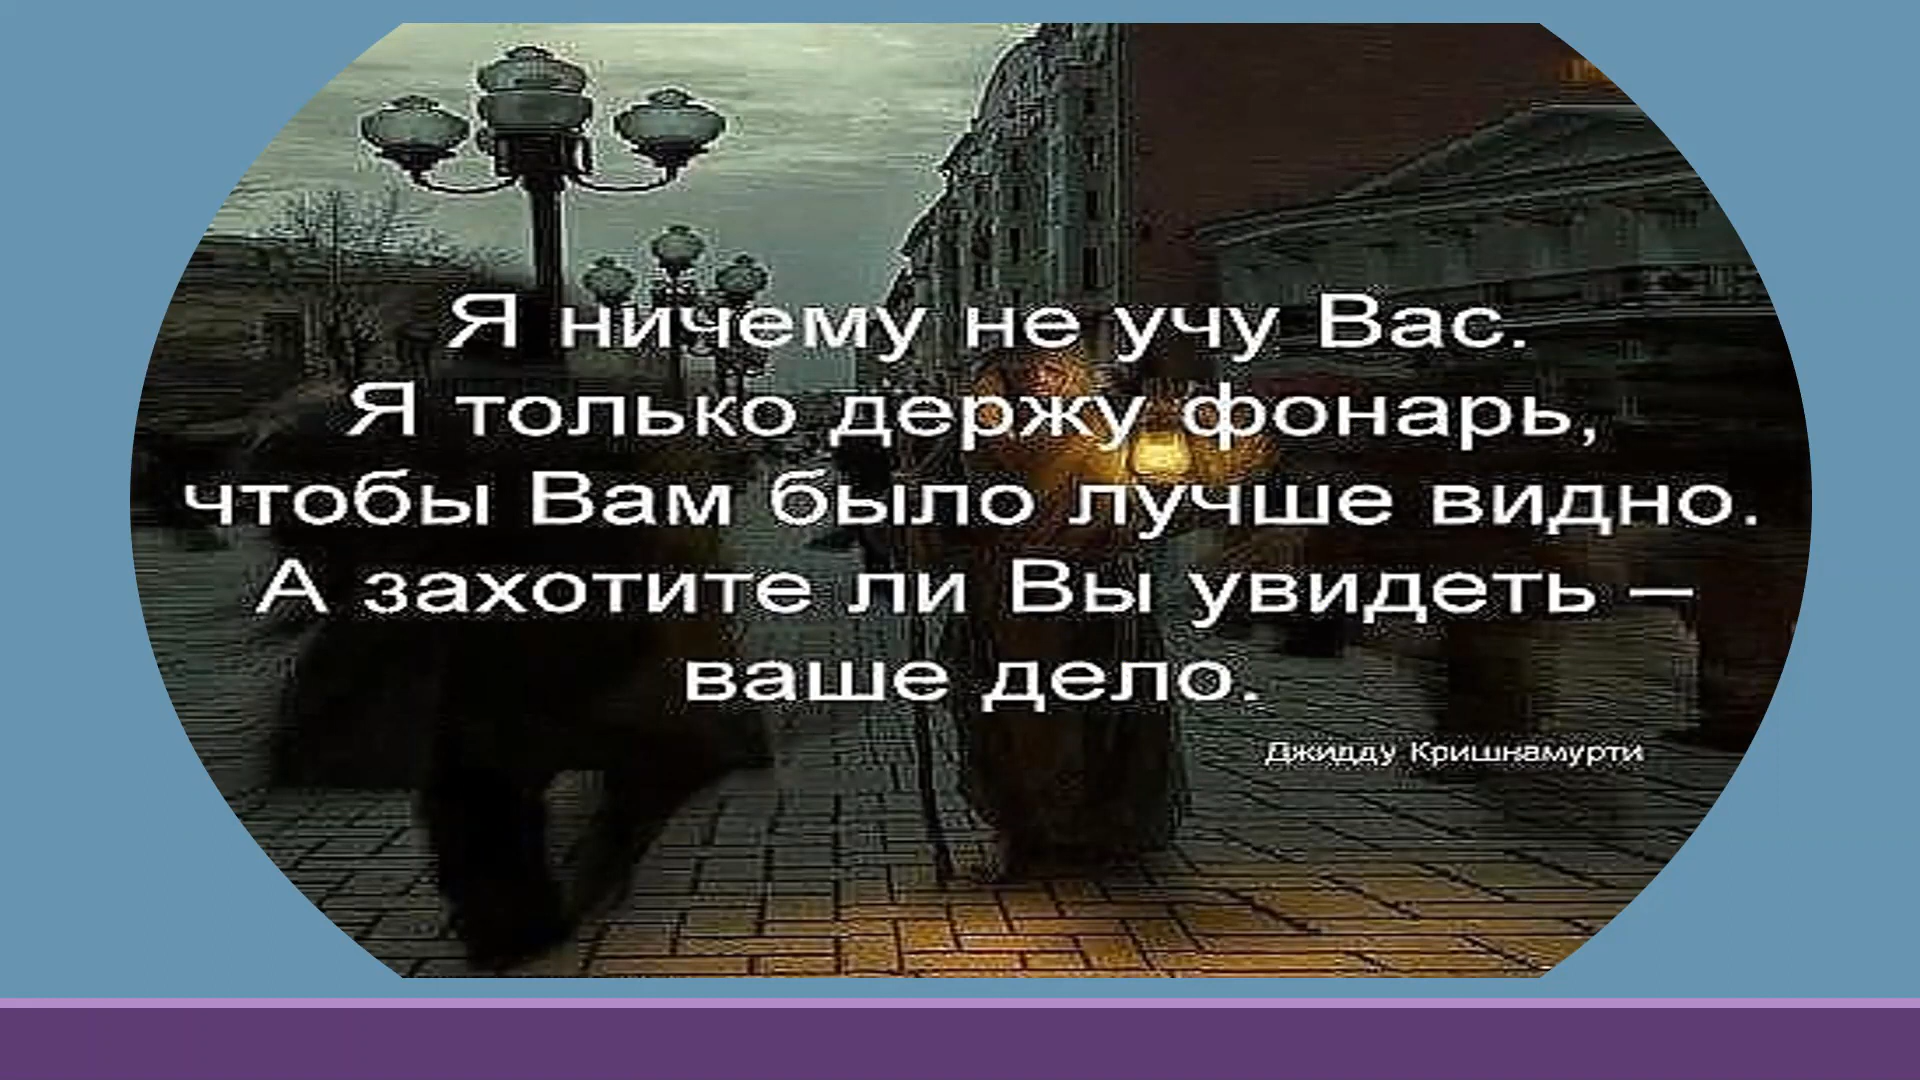 Я ничему не учу Вас.
Я только держу фонарь,
чтобы Вам было лучше видно.
А захотите ли Вы увидеть –
ваше дело.
Джидду Кришнамурти